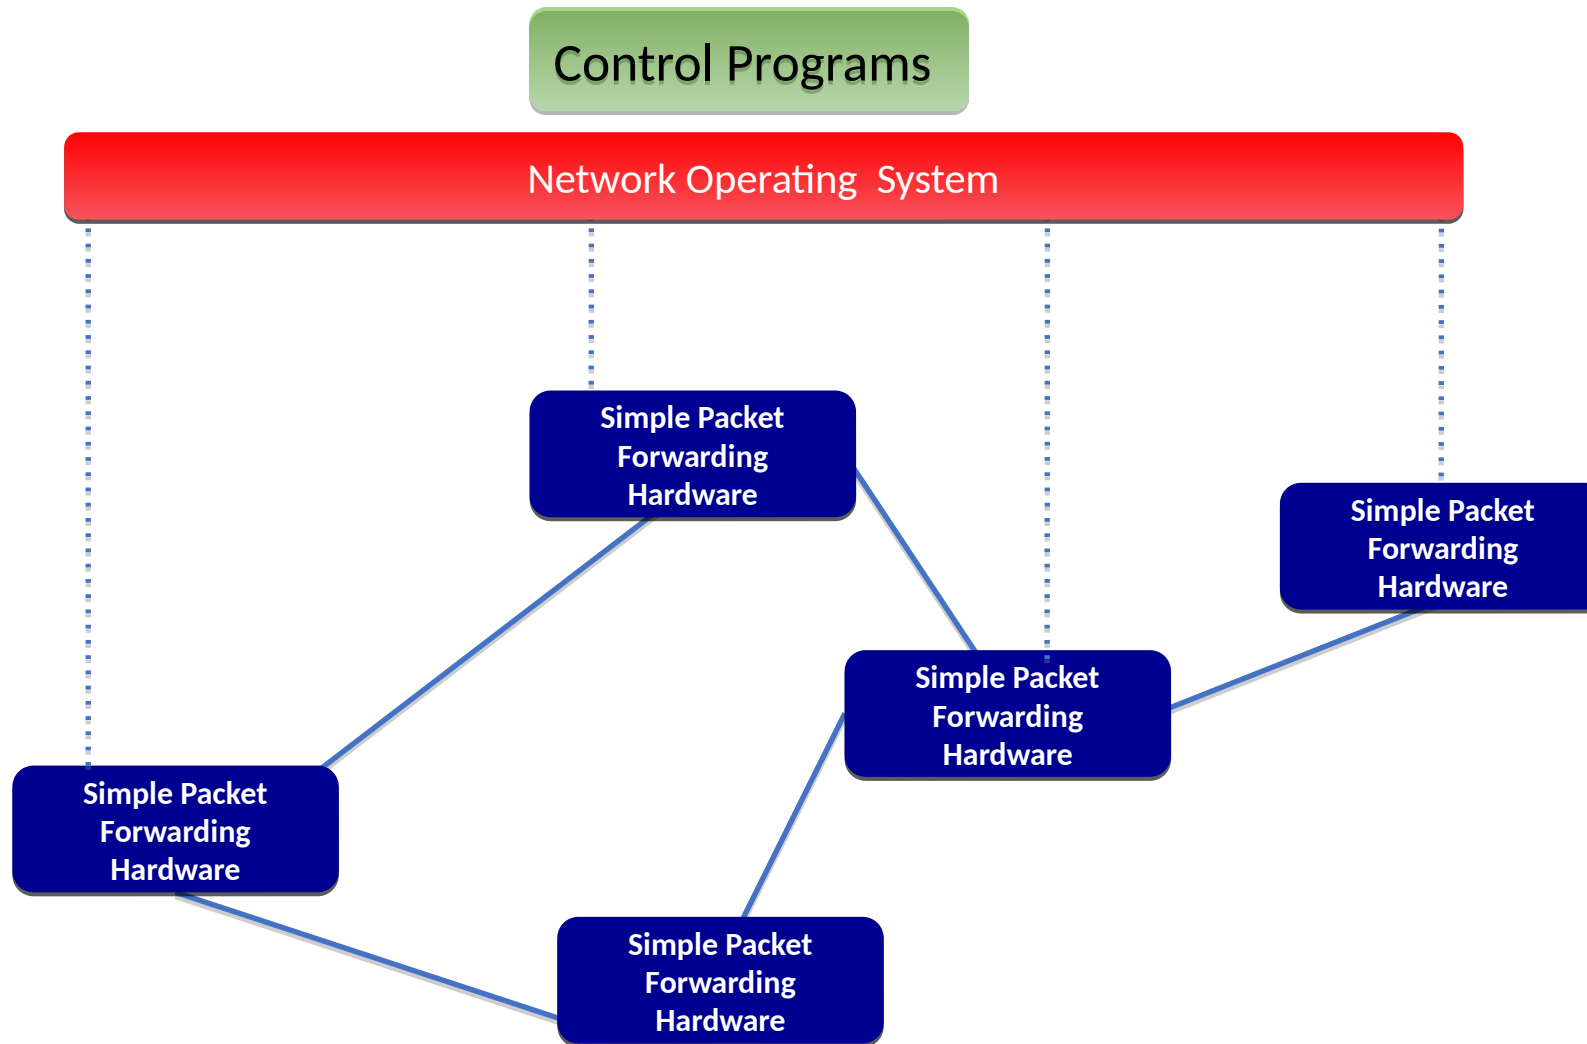 Control Programs
Network Operating  System
Simple Packet
Forwarding
Hardware
Simple Packet
Forwarding
Hardware
Simple Packet
Forwarding
Hardware
Simple Packet
Forwarding
Hardware
Simple Packet
Forwarding
Hardware